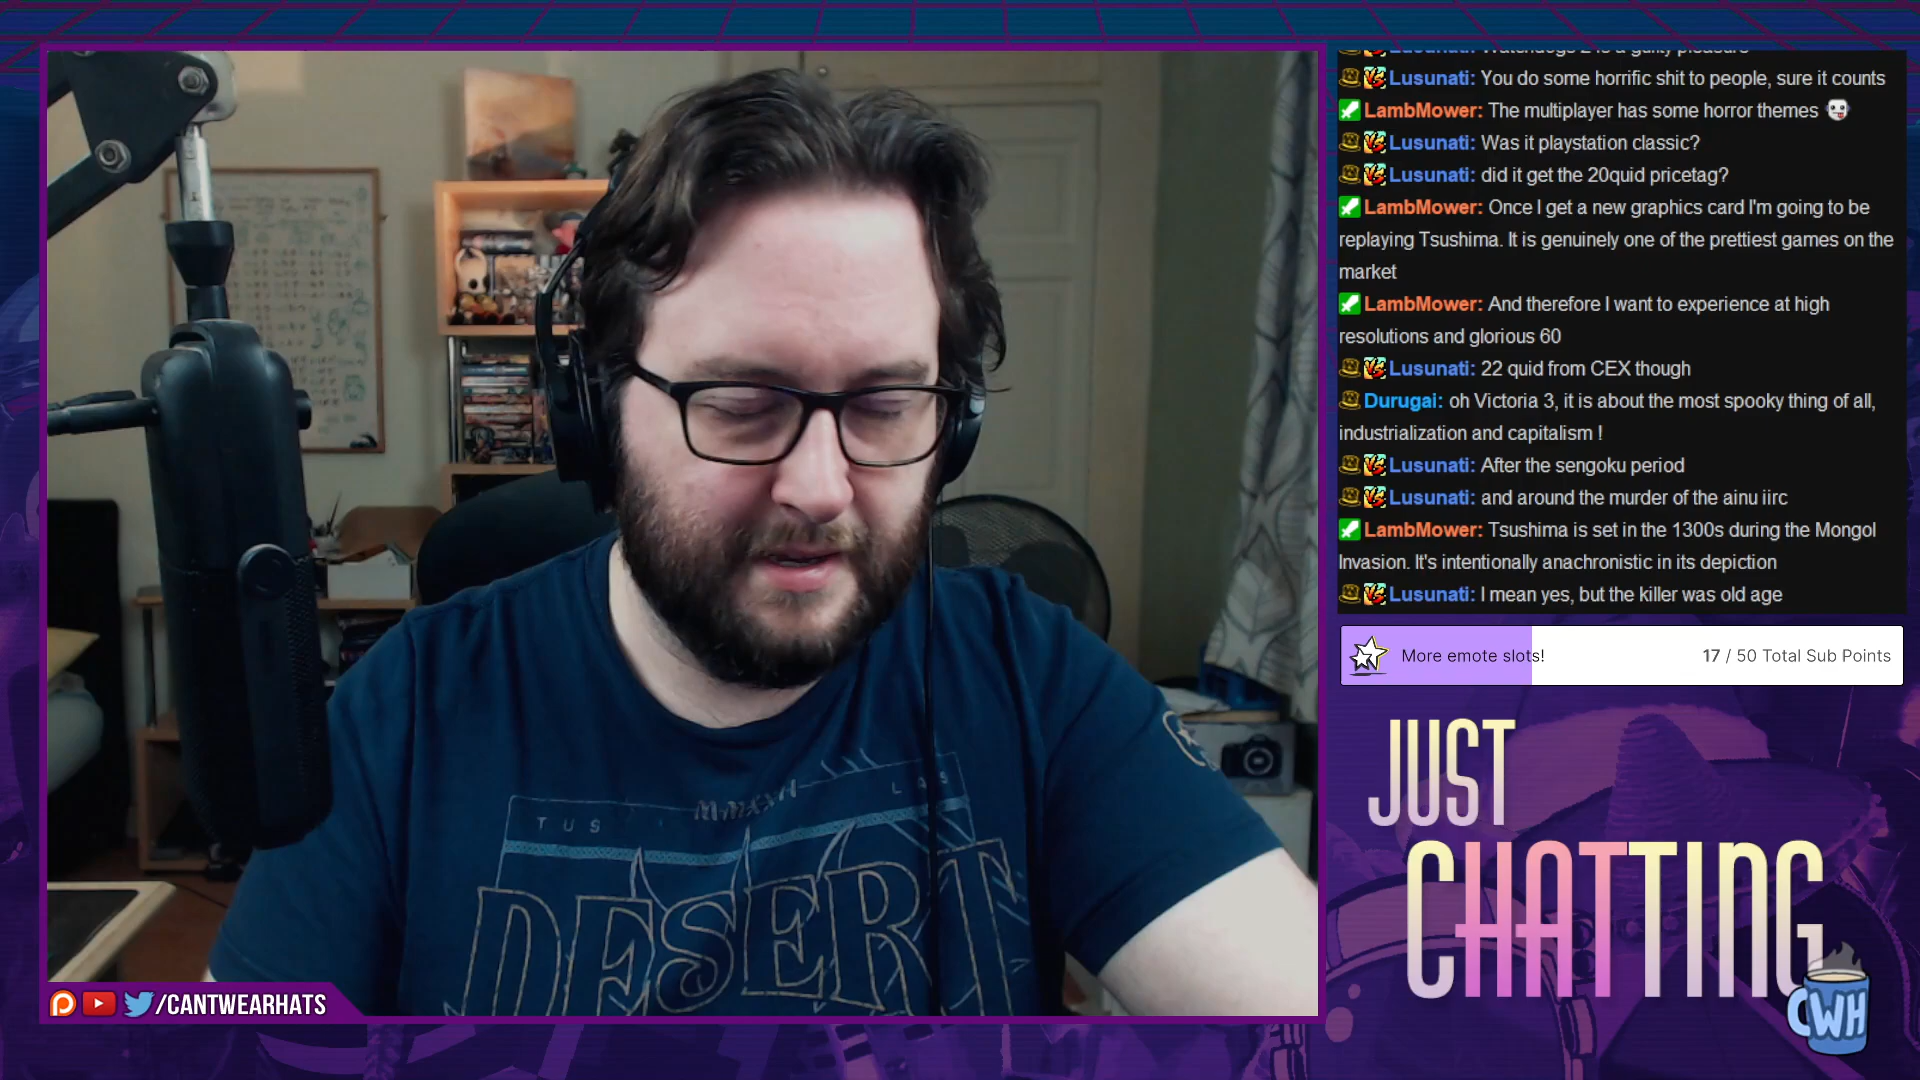 Lusunati: Watchdogs 2 is a guilty pleasure
Lusunati: You do some horrific shit to people, sure it counts
LambMower: The multiplayer has some horror themes
Lusunati: Was it playstation classic?
Lusunati: did it get the 20quid pricetag?
LambMower: Once I get a new graphics card I'm going to be
replaying Tsushima. It is genuinely one of the prettiest games on the
market
LambMower: And therefore I want to experience at high
resolutions and glorious 60
Lusunati: 22 quid from CEX though
Durugai: oh Victoria 3, it is about the most spooky thing of all,
industrialization and capitalism !
Lusunati: After the sengoku period
Lusunati: and around the murder of the ainu iirc
LambMower: Tsushima is set in the 1300s during the Mongol
Invasion. It's intentionally anachronistic in its depiction
Lusunati: I mean yes, but the killer was old age
More emote slots!
17 / 50 Total Sub Points
JUST
CHATTING
CWH
TUS
DESERT
/CANTWEARHATS